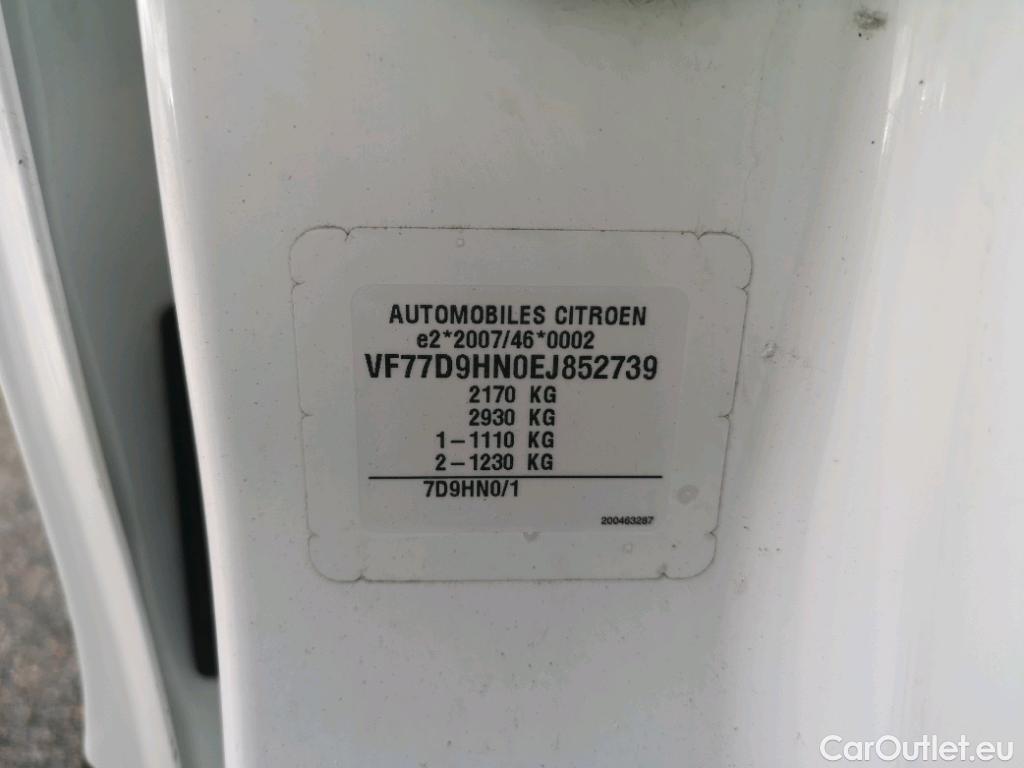 AUTOMOBILES CITROEN
e2*2007/46*0002
VF77D9HN0EJ852739
2170 KG
2930 KG
1-1110 KG
2-1230 KG
7D9HN0/1
200463287
CarOutlet.eu